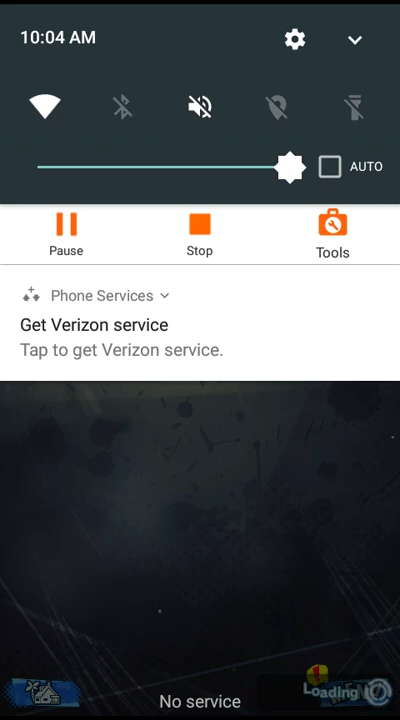 10:04 AM
AUTO
Pause
Stop
Tools
Phone Services
Get Verizon service
Tap to get Verizon service.
Loading
No service